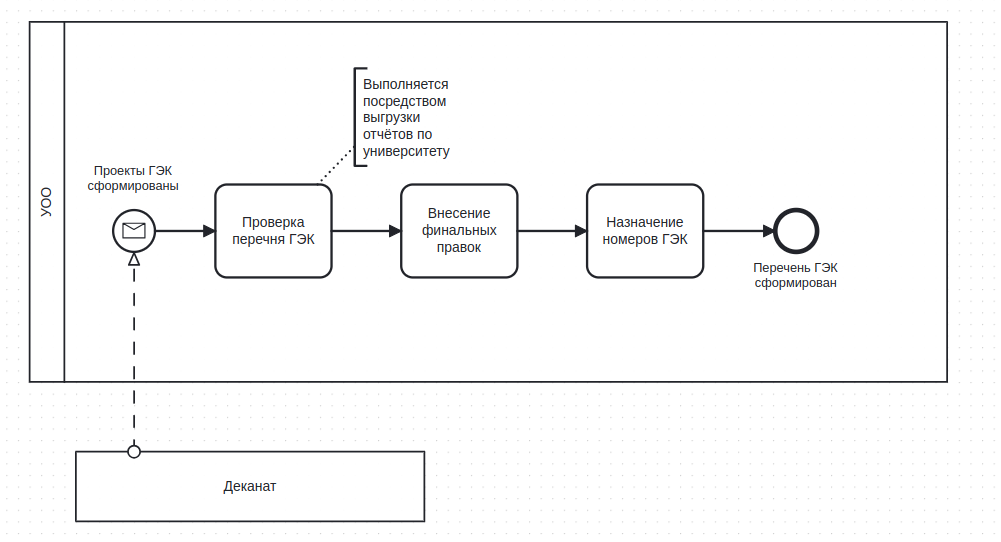 УОО
Выполняется
посредством
выгрузки
отчётов по
университету
Проекты ГЭК
сформированы
Проверка
перечня ГЭК
Внесение
финальных
правок
Назначение
номеров ГЭК
Перечень ГЭК
сформирован
Деканат